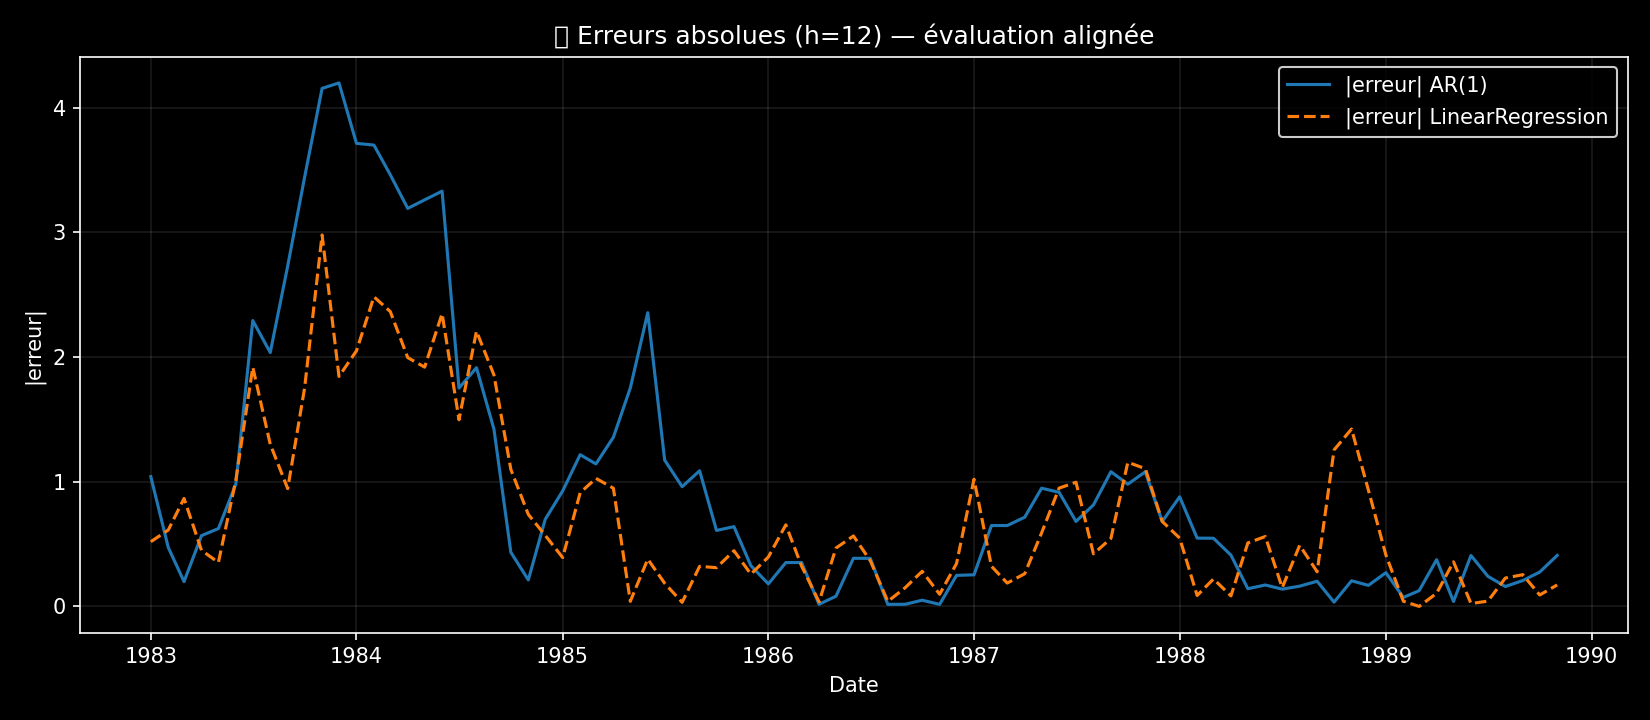 ▯ Erreurs absolues (h=12) — évaluation alignée
|erreur| AR(1)
|erreur| LinearRegression
|erreur|
4
3
2
1
0
1983 1984 1985 1986 1987 1988 1989 1990
Date